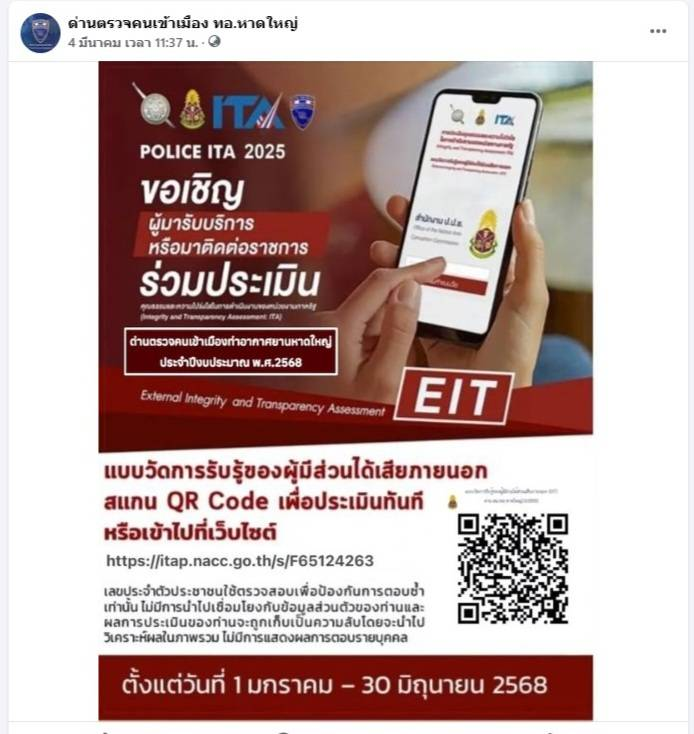 ด่านตรวจคนเข้าเมือง ทอ.หาดใหญ่
4 มีนาคม เวลา 11:37 น.
ITA
POLICE ITA 2025
ขอเชิญ
ผู้มารับบริการ
หรือมาติดต่อราชการ
ร่วมประเมิน
คุณธรรมและความโปร่งใสในการดำเนินงานของหน่วยงานภาครัฐ
(Integrity and Transparency Assessment: ITA)
ด่านตรวจคนเข้าเมืองท่าอากาศยานหาดใหญ่
ประจำปีงบประมาณ พ.ศ.2568
External Integrity and Transparency Assessment
EIT
ITA
สำนักงาน ป.ป.ช.
แบบวัดการรับรู้ของผู้มีส่วนได้เสียภายนอก
สแกน QR Code เพื่อประเมินทันที
หรือเข้าไปที่เว็บไซต์
https://itap.nacc.go.th/s/F65124263
เลขประจำตัวประชาชนใช้ตรวจสอบเพื่อป้องกันการตอบซ้ำ
เท่านั้น ไม่มีการนำไปเชื่อมโยงกับข้อมูลส่วนตัวของท่านและ
ผลการประเมินของท่านจะถูกเก็บเป็นความลับโดยจะนำไป
วิเคราะห์ผลในภาพรวม ไม่มีการแสดงผลการตอบรายบุคคล
ตั้งแต่วันที่ 1 มกราคม – 30 มิถุนายน 2568